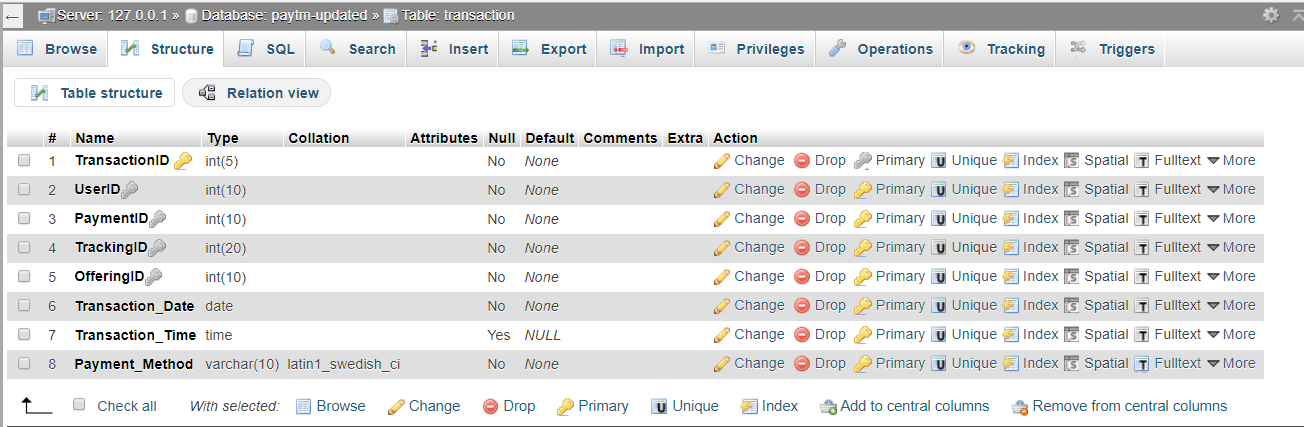 Server: 127.0.0.1 » Database: paytm-updated » Table: transaction
Browse Structure SQL Search Insert Export Import Privileges Operations Tracking Triggers
Table structure Relation view
# Name Type Collation Attributes Null Default Comments Extra Action
1 TransactionID int(5) No None Change Drop Primary Unique Index Spatial Fulltext More
2 UserID int(10) No None Change Drop Primary Unique Index Spatial Fulltext More
3 PaymentID int(10) No None Change Drop Primary Unique Index Spatial Fulltext More
4 TrackingID int(20) No None Change Drop Primary Unique Index Spatial Fulltext More
5 OfferingID int(10) No None Change Drop Primary Unique Index Spatial Fulltext More
6 Transaction_Date date No None Change Drop Primary Unique Index Spatial Fulltext More
7 Transaction_Time time Yes NULL Change Drop Primary Unique Index Spatial Fulltext More
8 Payment_Method varchar(10) latin1_swedish_ci No None Change Drop Primary Unique Index Spatial Fulltext More
Check all With selected: Browse Change Drop Primary Unique Index Add to central columns Remove from central columns